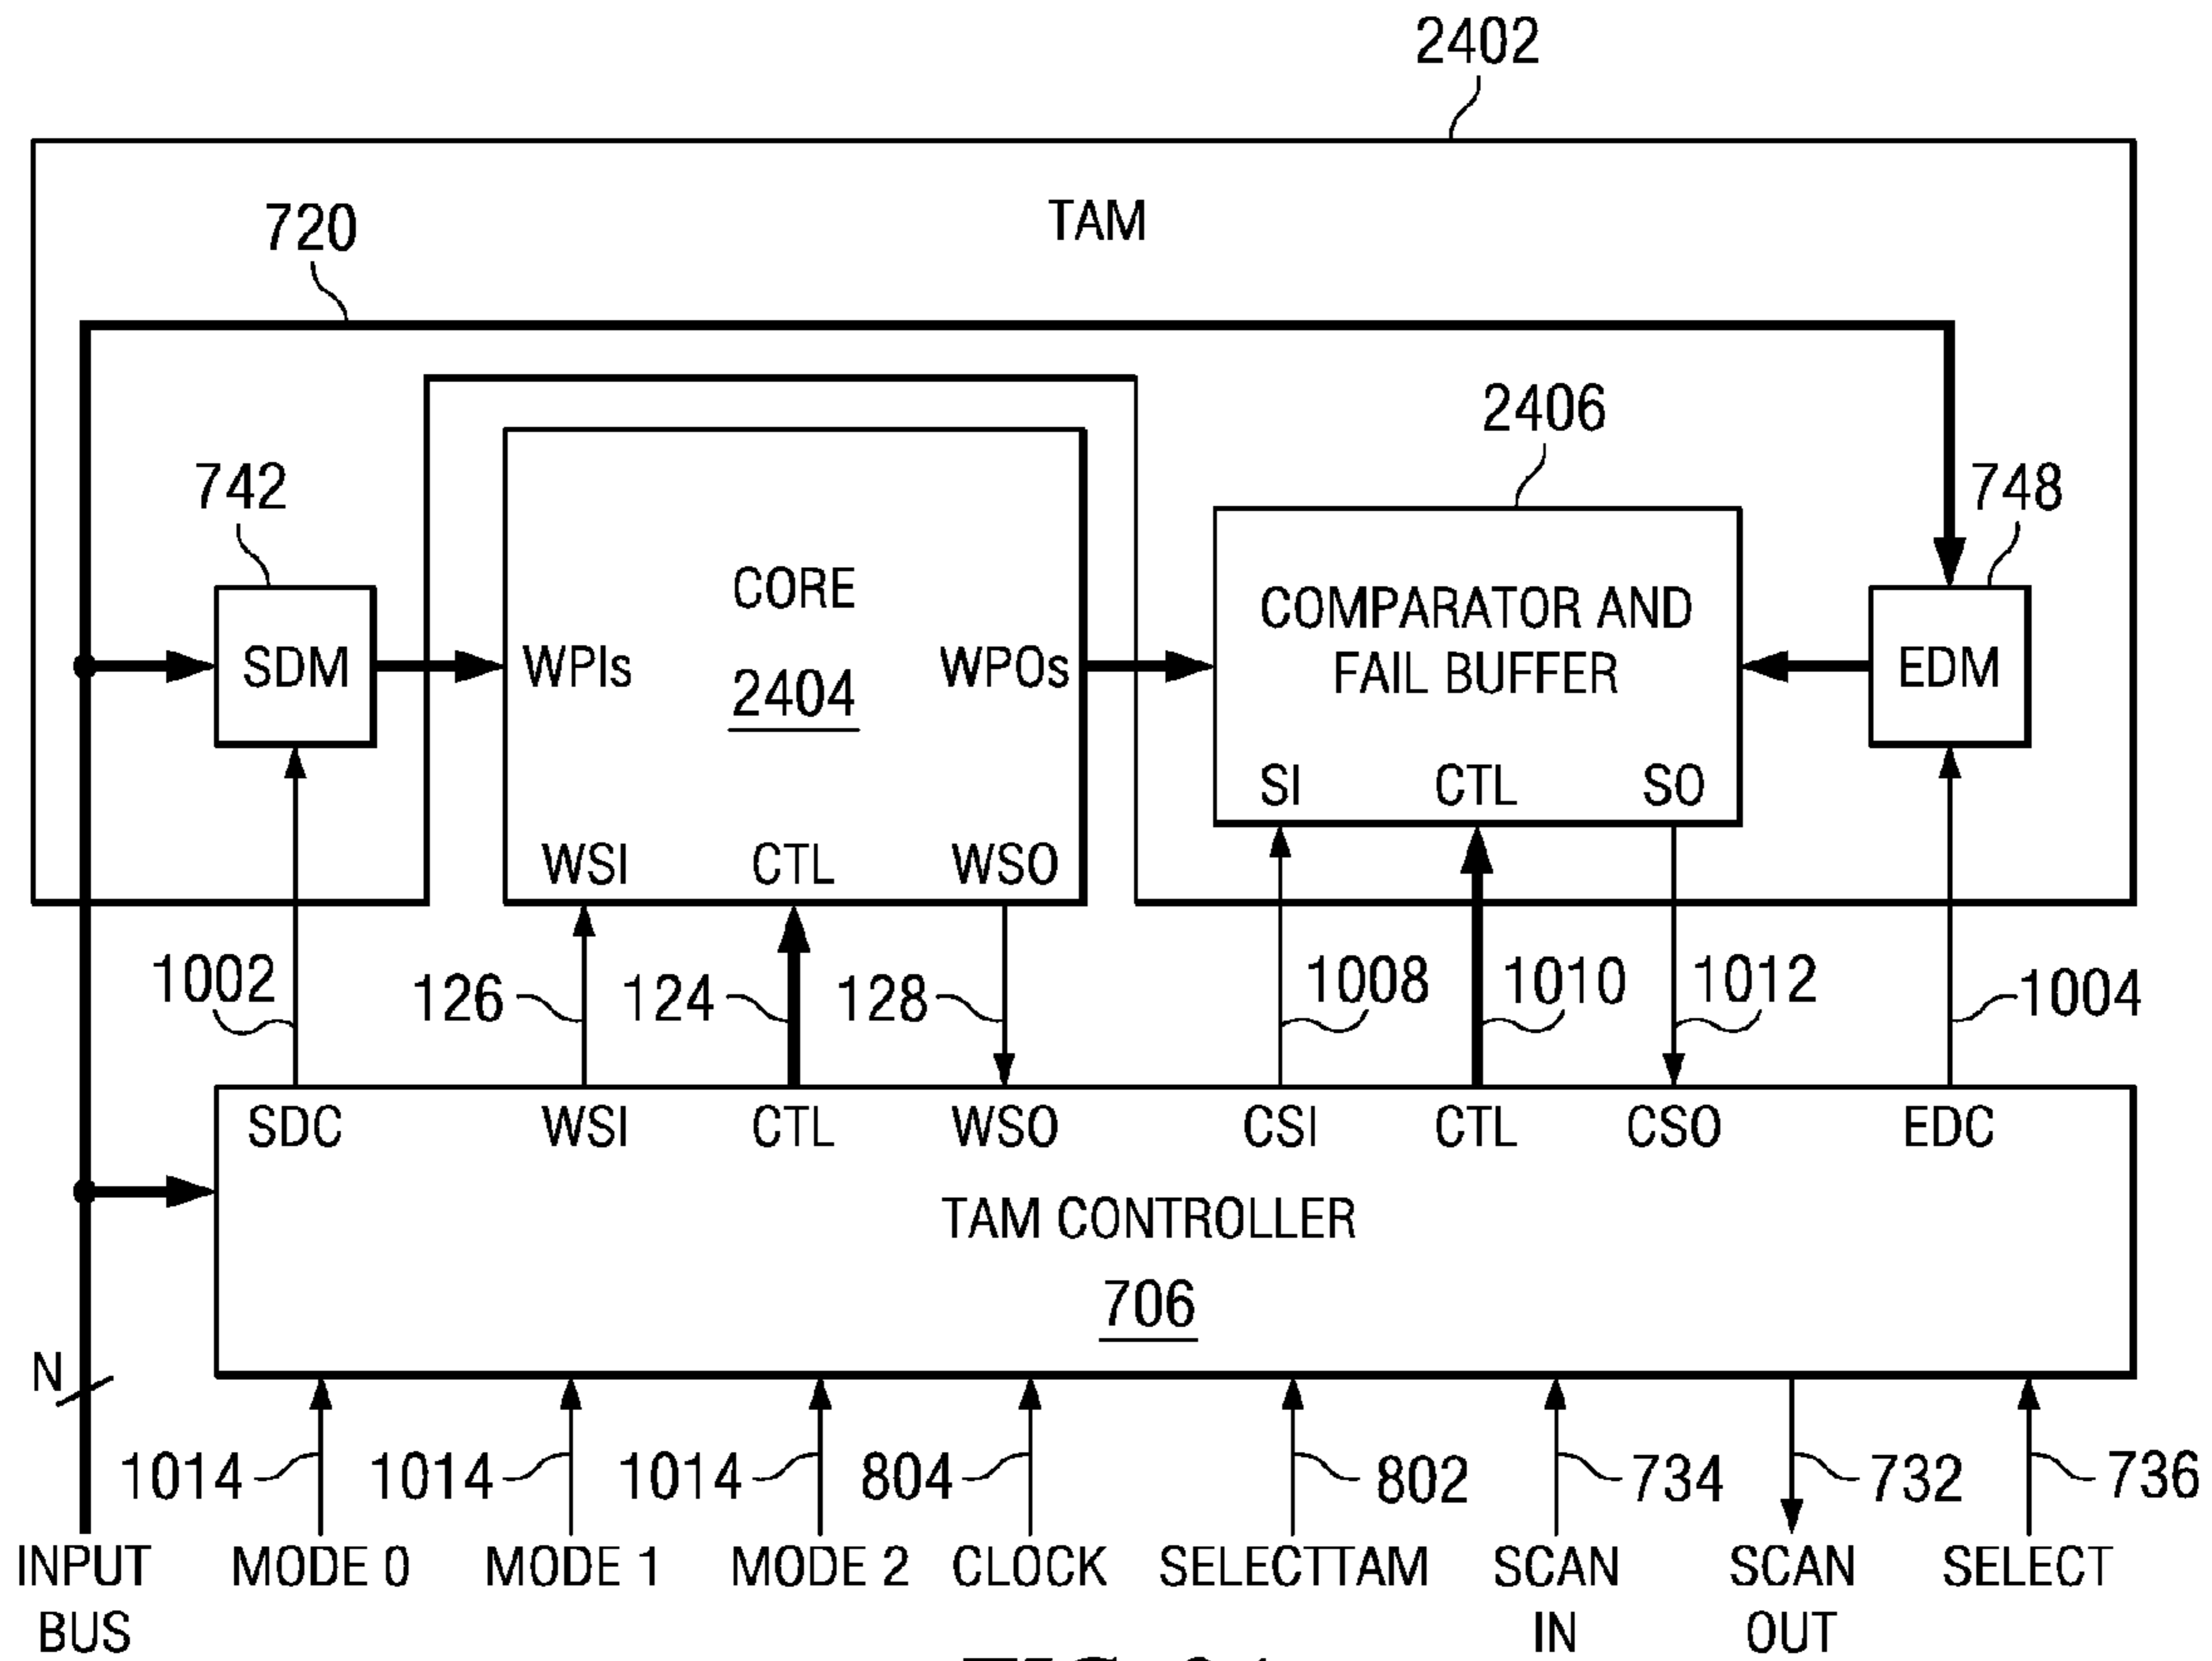 2402
TAM
720
2406
742
748
SDM
WPIs
CORE
2404
WPOs
COMPARATOR AND
FAIL BUFFER
EDM
SI CTL SO
WSI CTL WSO
1002
126
124
128
1008
1010
1012
1004
SDC WSI CTL WSO CSI CTL CSO EDC
TAM CONTROLLER
706
N
1014
1014
1014
804
802
734
732
736
INPUT
BUS
MODE 0
MODE 1
MODE 2
CLOCK
SELECTTAM
SCAN
IN
SCAN
OUT
SELECT